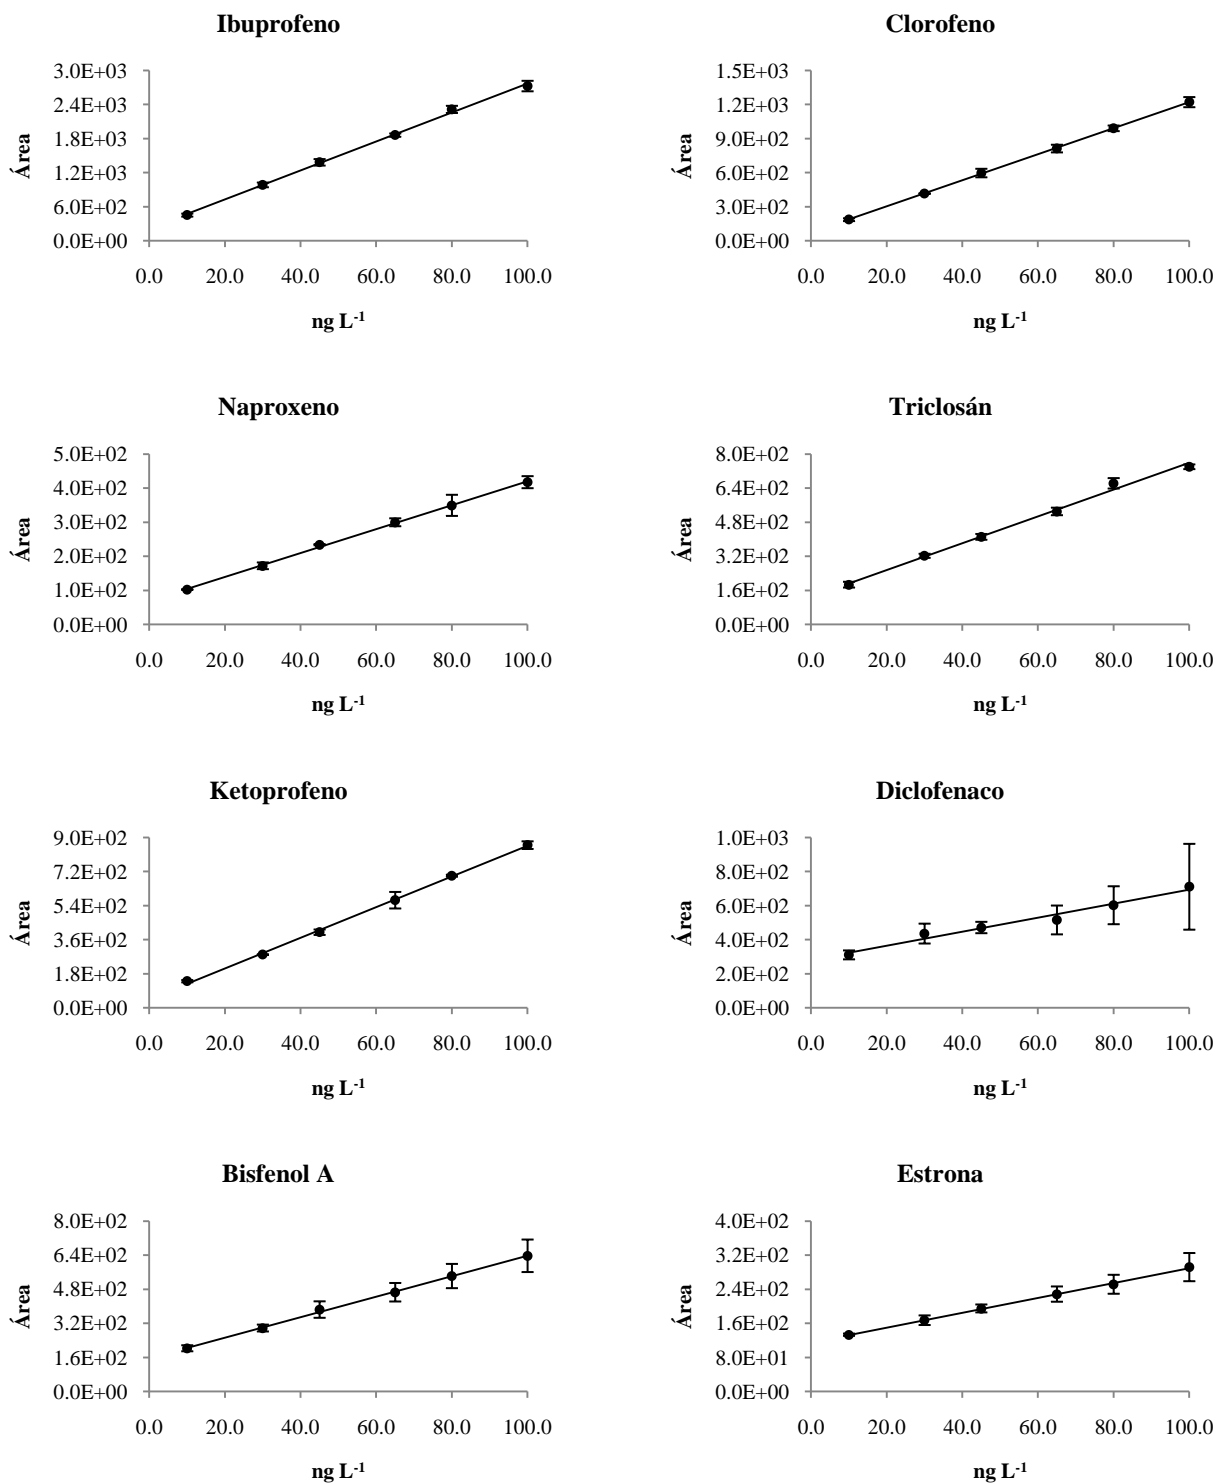 Ibuprofeno
3.0E+03
2.4E+03
1.8E+03
1.2E+03
6.0E+02
0.0E+00
Área
0.0 20.0 40.0 60.0 80.0 100.0
ng L-1
Clorofeno
1.5E+03
1.2E+03
9.0E+02
6.0E+02
3.0E+02
0.0E+00
Área
0.0 20.0 40.0 60.0 80.0 100.0
ng L-1
Naproxeno
5.0E+02
4.0E+02
3.0E+02
2.0E+02
1.0E+02
0.0E+00
Área
0.0 20.0 40.0 60.0 80.0 100.0
ng L-1
Triclosán
8.0E+02
6.4E+02
4.8E+02
3.2E+02
1.6E+02
0.0E+00
Área
0.0 20.0 40.0 60.0 80.0 100.0
ng L-1
Ketoprofeno
9.0E+02
7.2E+02
5.4E+02
3.6E+02
1.8E+02
0.0E+00
Área
0.0 20.0 40.0 60.0 80.0 100.0
ng L-1
Diclofenaco
1.0E+03
8.0E+02
6.0E+02
4.0E+02
2.0E+02
0.0E+00
Área
0.0 20.0 40.0 60.0 80.0 100.0
ng L-1
Bisfenol A
8.0E+02
6.4E+02
4.8E+02
3.2E+02
1.6E+02
0.0E+00
Área
0.0 20.0 40.0 60.0 80.0 100.0
ng L-1
Estrona
4.0E+02
3.2E+02
2.4E+02
1.6E+02
8.0E+01
0.0E+00
Área
0.0 20.0 40.0 60.0 80.0 100.0
ng L-1